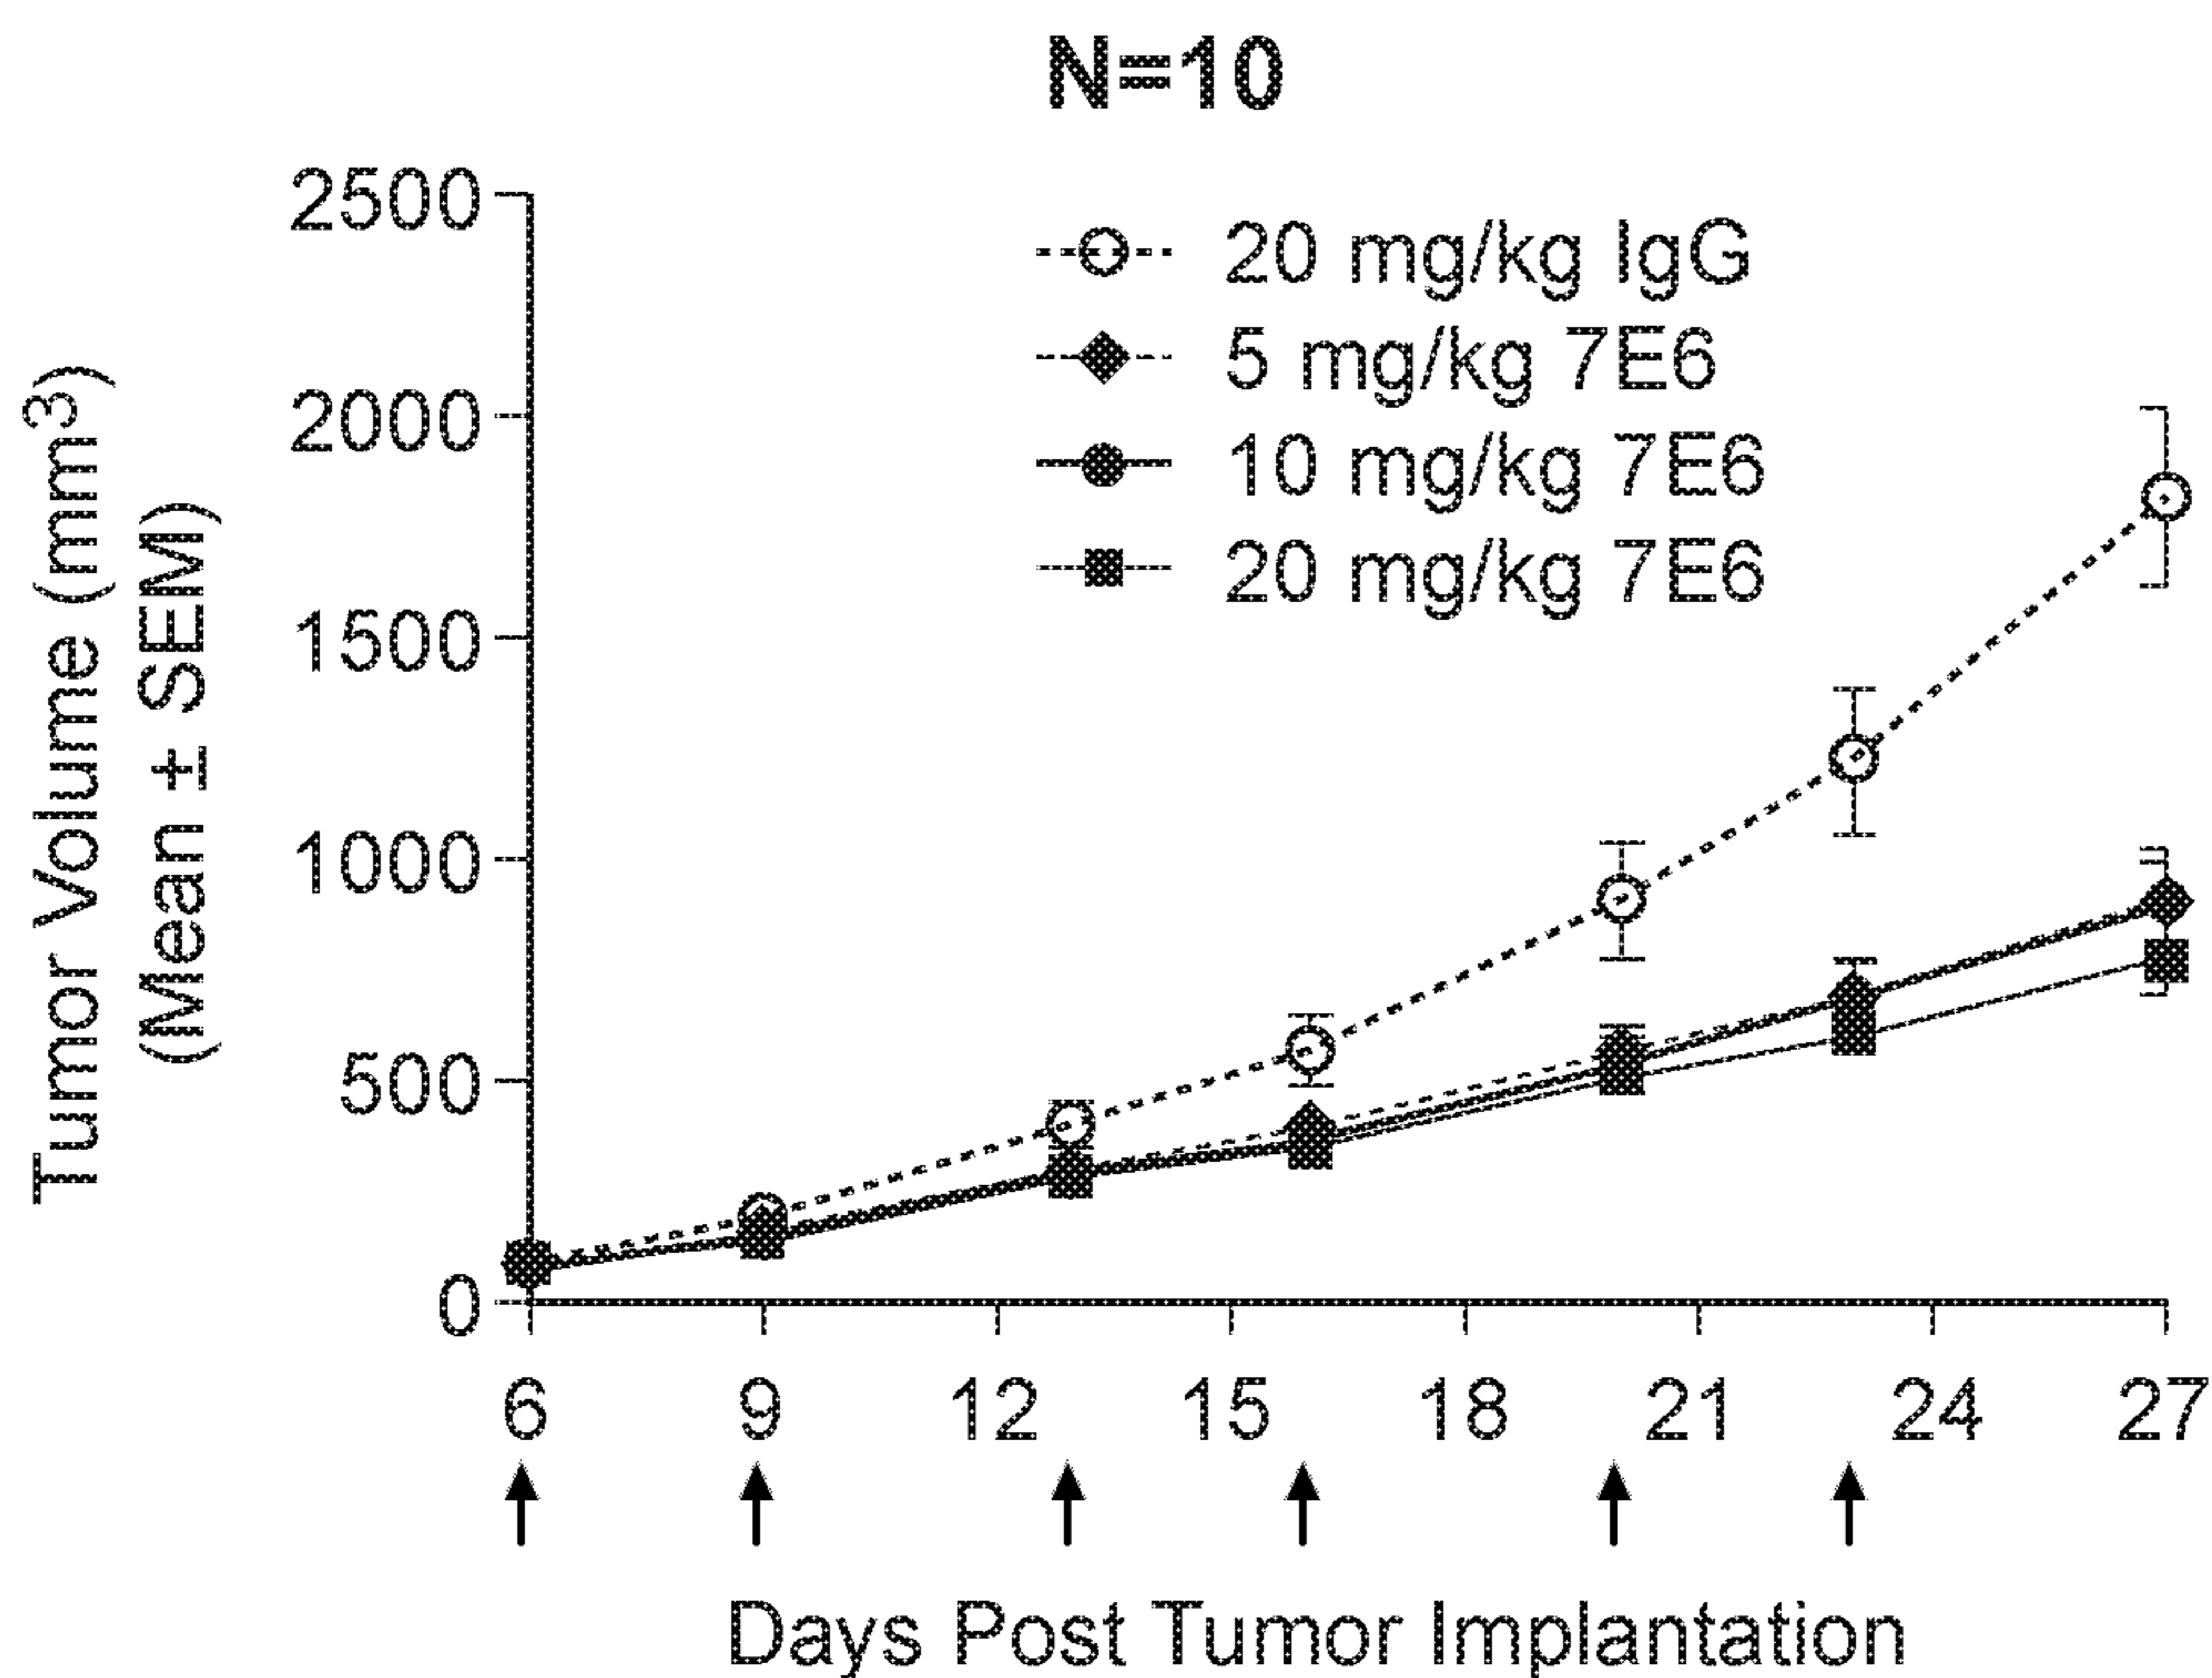 N=10
2500
2000
1500
1000
500
0
Tumor Volume (mm³)
(Mean ± SEM)
20 mg/kg IgG
5 mg/kg 7E6
10 mg/kg 7E6
20 mg/kg 7E6
6 9 12 15 18 21 24 27
Days Post Tumor Implantation